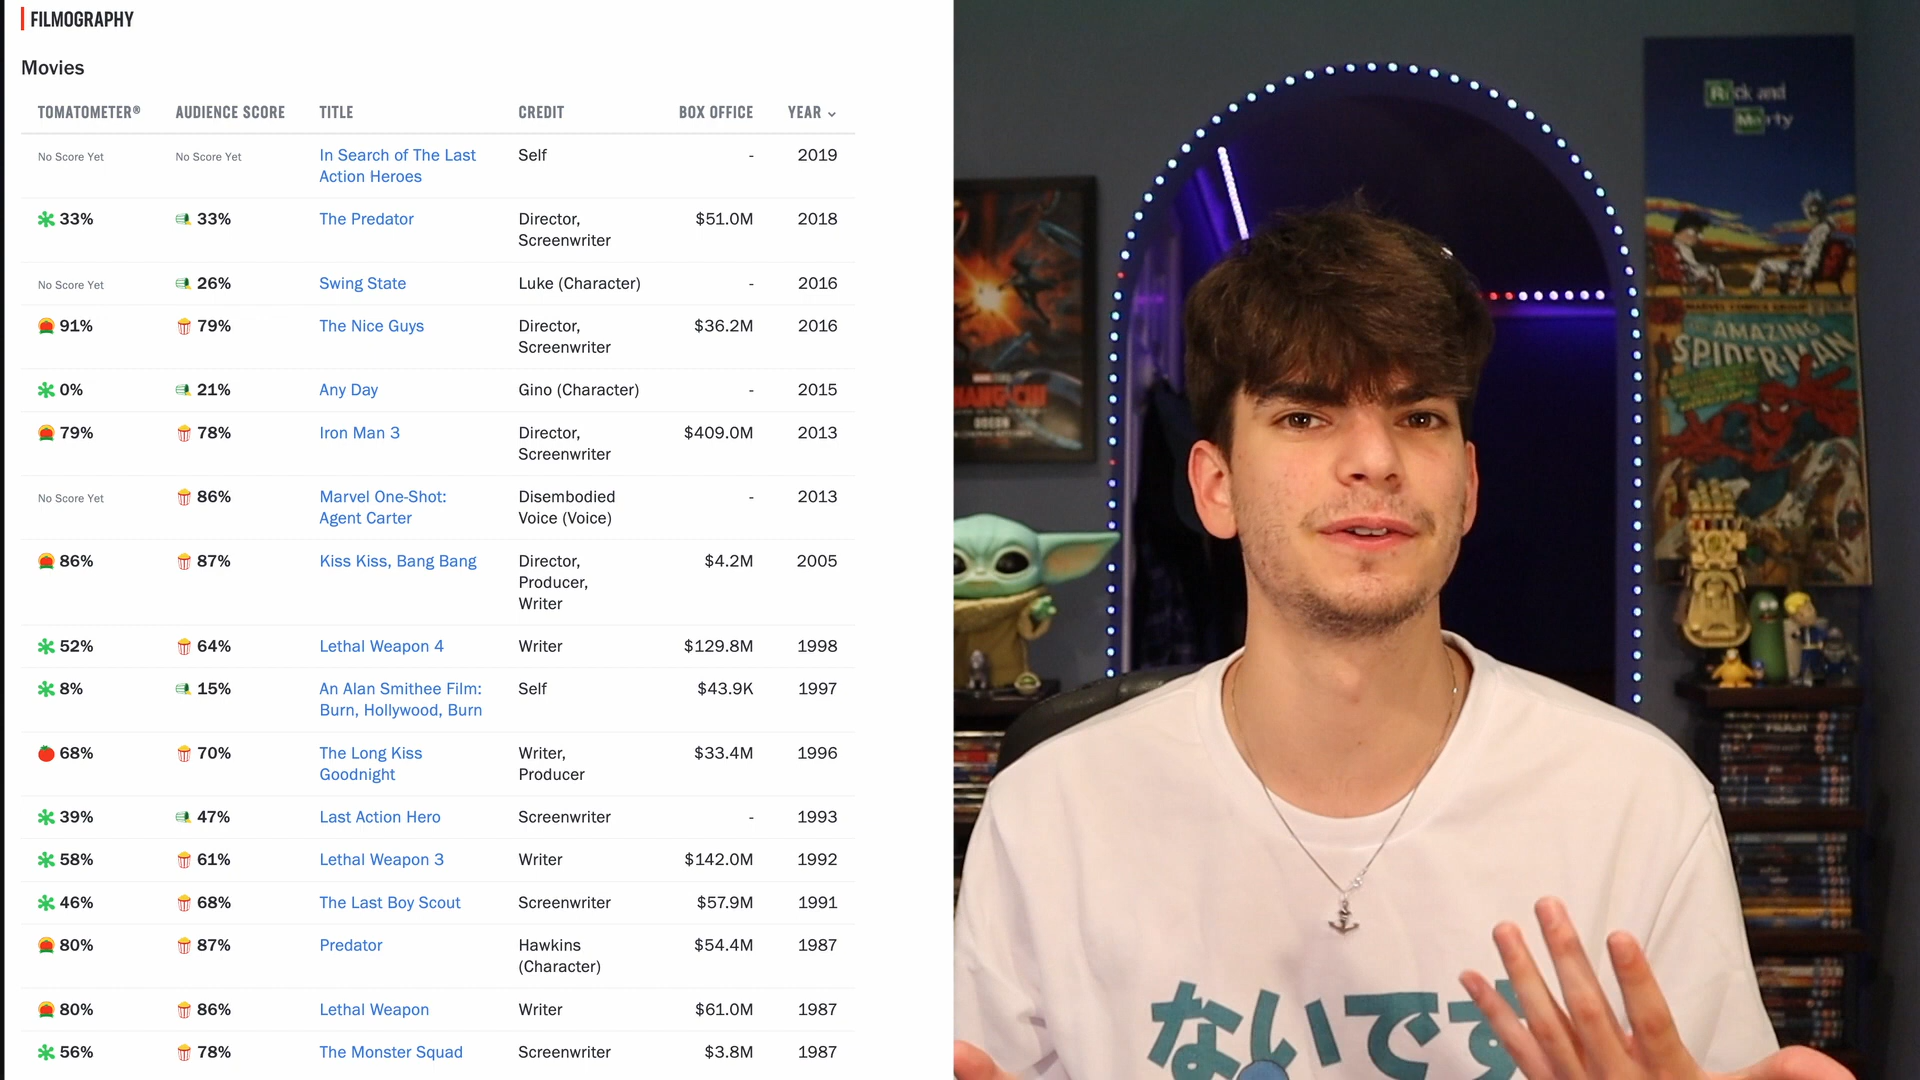 FILMOGRAPHY
Movies
TOMATOMETER® AUDIENCE SCORE TITLE CREDIT BOX OFFICE YEAR
No Score Yet No Score Yet In Search of The Last Self - 2019
Action Heroes
33% 33% The Predator Director, $51.0M 2018
Screenwriter
No Score Yet 26% Swing State Luke (Character) - 2016
91% 79% The Nice Guys Director, $36.2M 2016
Screenwriter
0% 21% Any Day Gino (Character) - 2015
79% 78% Iron Man 3 Director, $409.0M 2013
Screenwriter
No Score Yet 86% Marvel One-Shot: Disembodied - 2013
Agent Carter Voice (Voice)
86% 87% Kiss Kiss, Bang Bang Director, $4.2M 2005
Producer,
Writer
52% 64% Lethal Weapon 4 Writer $129.8M 1998
8% 15% An Alan Smithee Film: Self $43.9K 1997
Burn, Hollywood, Burn
68% 70% The Long Kiss Writer, $33.4M 1996
Goodnight Producer
39% 47% Last Action Hero Screenwriter - 1993
58% 61% Lethal Weapon 3 Writer $142.0M 1992
46% 68% The Last Boy Scout Screenwriter $57.9M 1991
80% 87% Predator Hawkins $54.4M 1987
(Character)
80% 86% Lethal Weapon Writer $61.0M 1987
56% 78% The Monster Squad Screenwriter $3.8M 1987
Rick and
Morty
AMAZING
SPIDER-MAN
ODEON
ないです